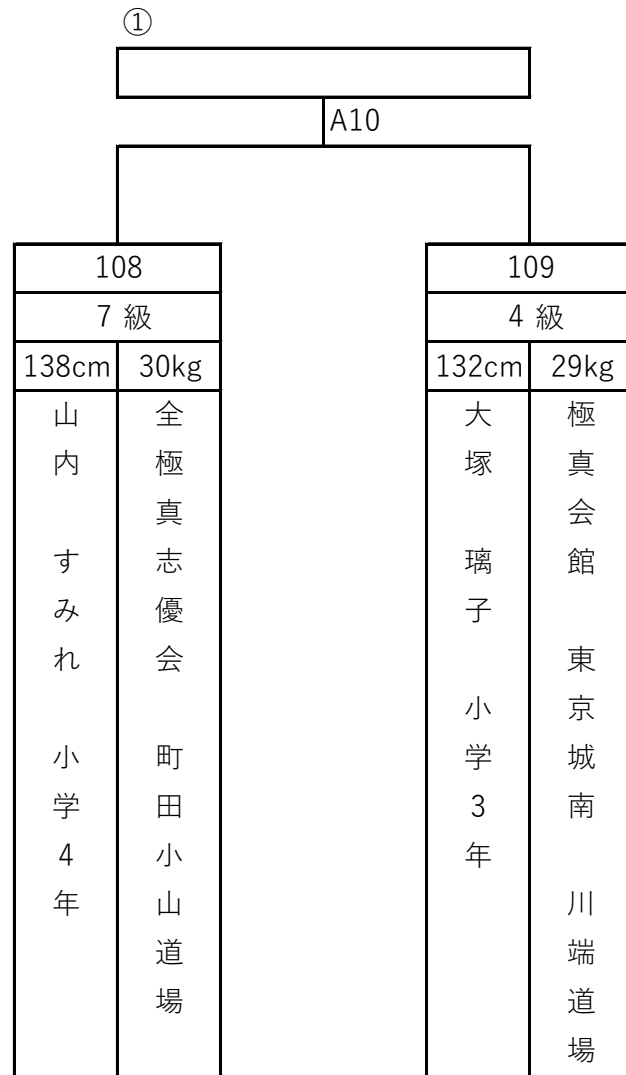 ①
A10
108
7 級
138cm 30kg
山内 すみれ 小学4年
全極真志優会 町田小山道場
109
4 級
132cm 29kg
大塚 璃子 小学3年
極真会館 東京城南 川端道場